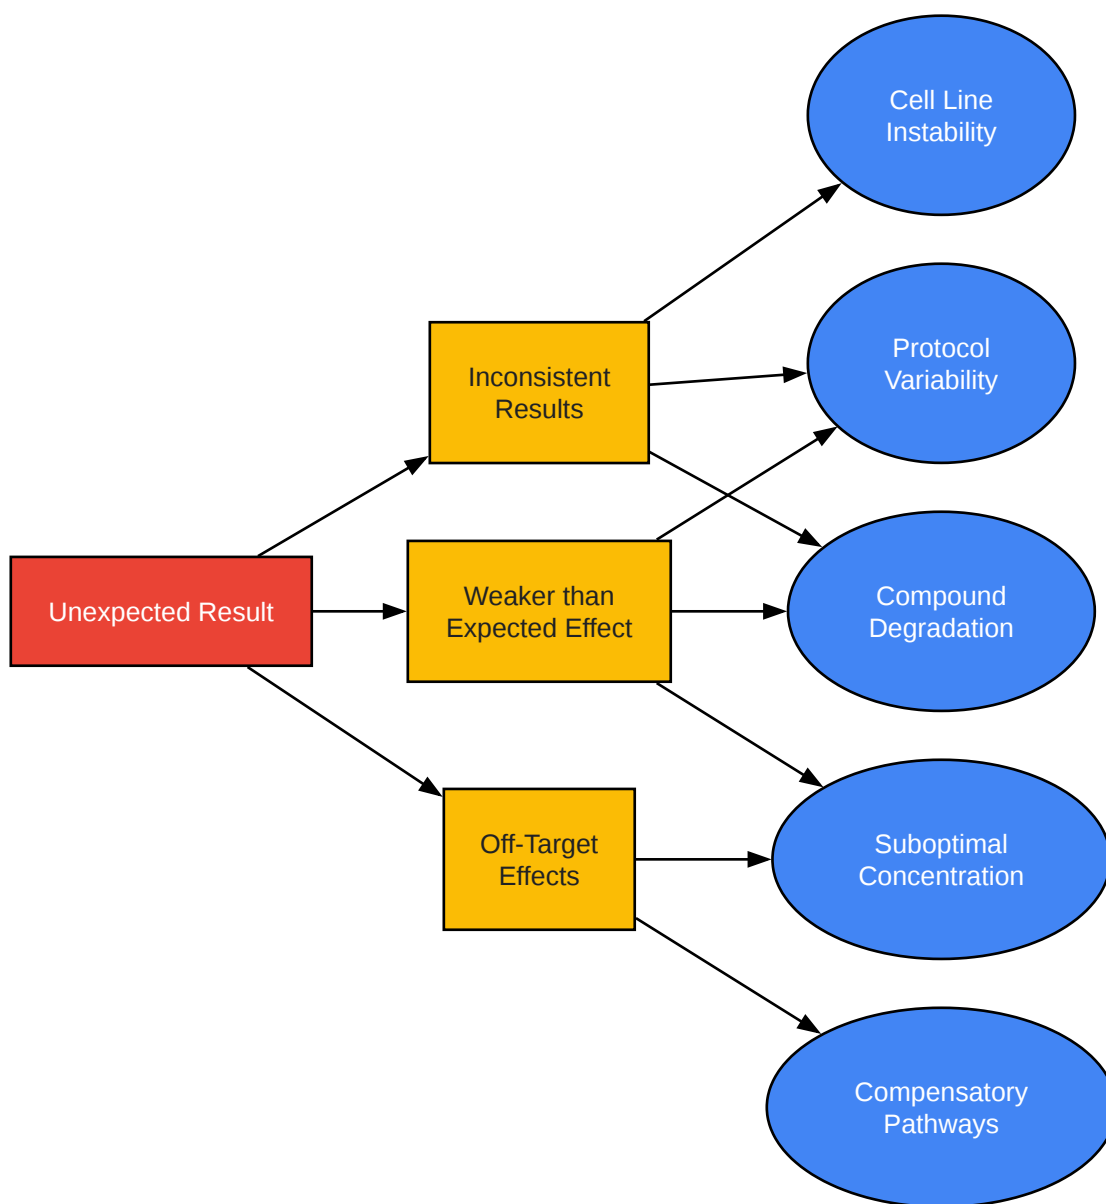 Unexpected Result
Inconsistent
Results
Weaker than
Expected Effect
Off-Target
Effects
Cell Line
Instability
Protocol
Variability
Compound
Degradation
Suboptimal
Concentration
Compensatory
Pathways